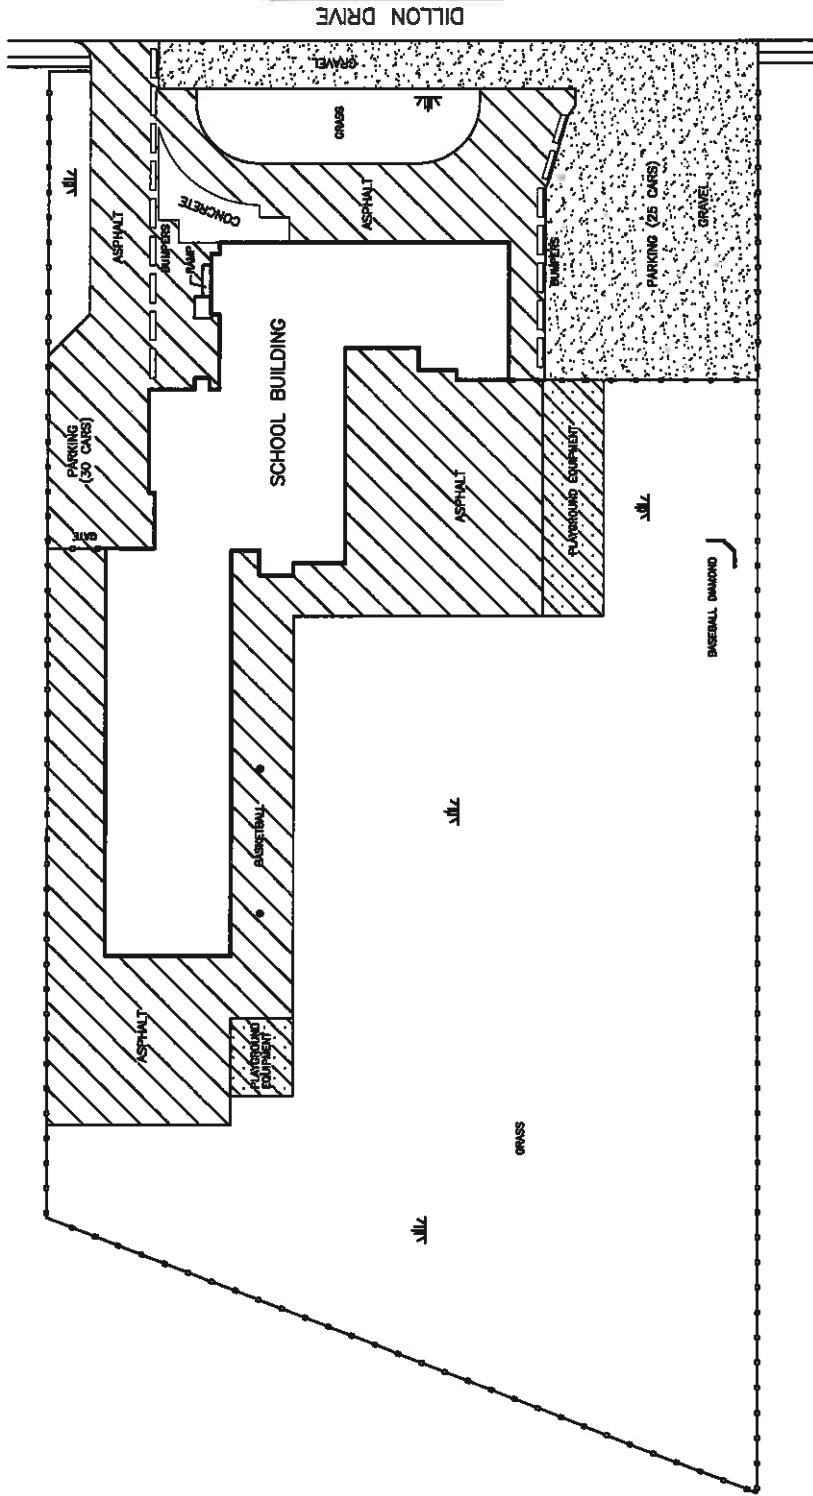 DILLON DRIVE
GRAVEL
GRASS
CONCRETE
ASPHALT
ASPHALT
BUMPERS
RAMP
BUMPERS
PARKING (25 CARS)
GRAVEL
SCHOOL BUILDING
PARKING
(30 CARS)
GATE
ASPHALT
PLAYGROUND EQUIPMENT
BASEBALL DIAMOND
BASKETBALL
ASPHALT
PLAYGROUND
EQUIPMENT
GRASS